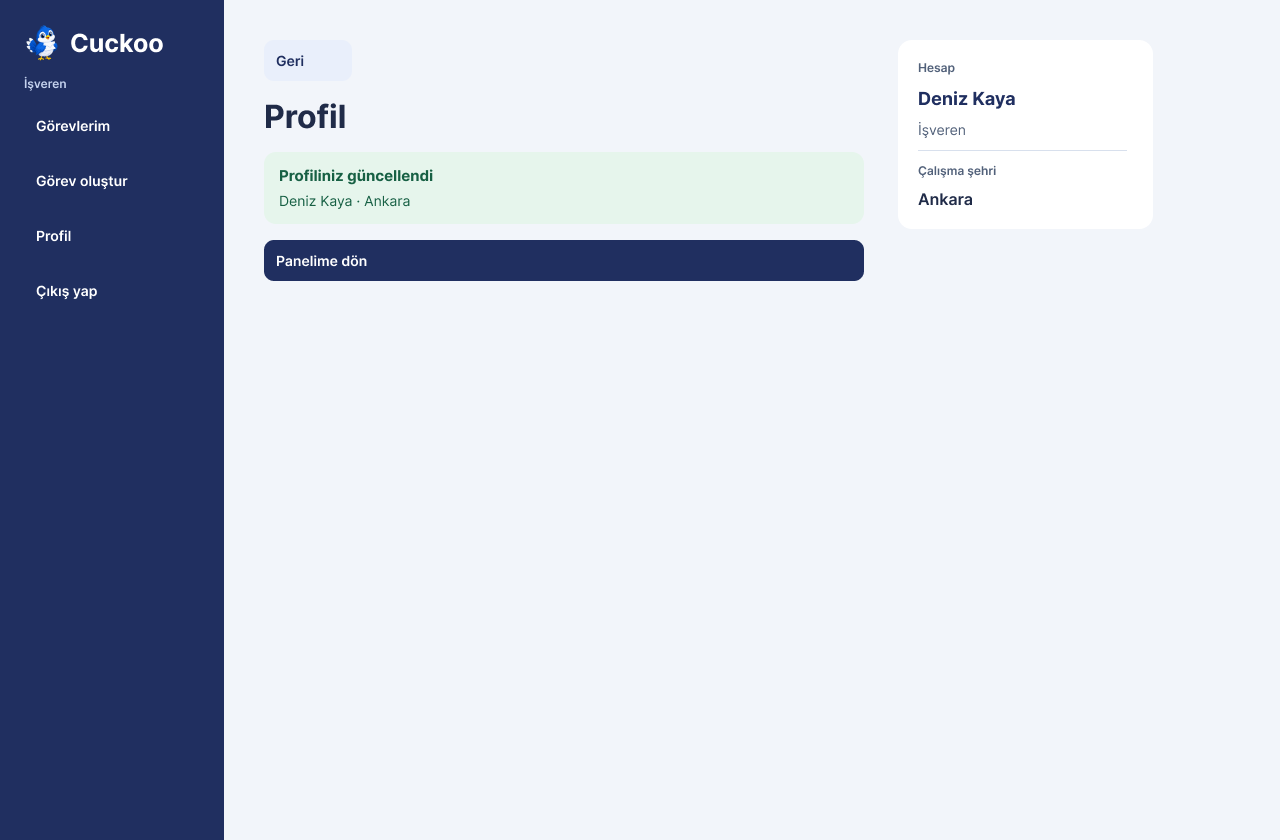 Cuckoo
İşveren
Görevlerim
Görev oluştur
Profil
Çıkış yap
Geri
Profil
Profiliniz güncellendi
Deniz Kaya · Ankara
Panelime dön
Hesap
Deniz Kaya
İşveren
Çalışma şehri
Ankara